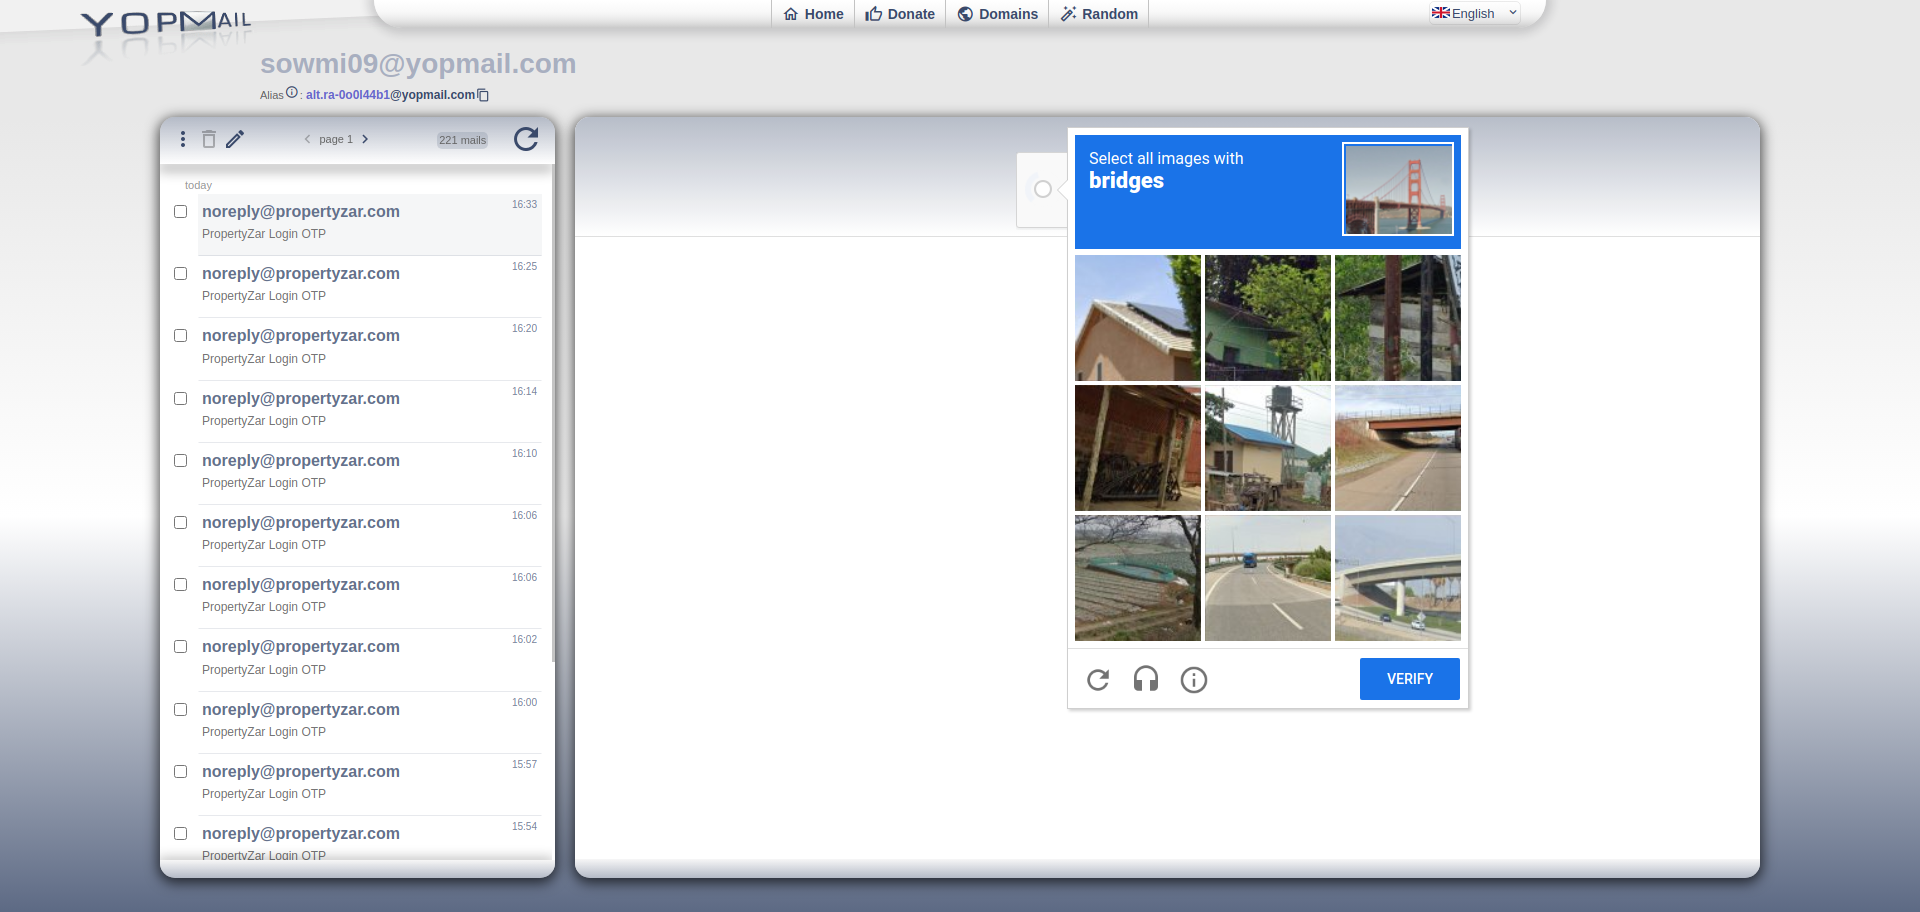 YOPMAIL
Home
Donate
Domains
Random
English
sowmi09@yopmail.com
Alias : alt.ra-0o0l44b1@yopmail.com
page 1
221 mails
today
noreply@propertyzar.com 16:33
PropertyZar Login OTP
noreply@propertyzar.com 16:25
PropertyZar Login OTP
noreply@propertyzar.com 16:20
PropertyZar Login OTP
noreply@propertyzar.com 16:14
PropertyZar Login OTP
noreply@propertyzar.com 16:10
PropertyZar Login OTP
noreply@propertyzar.com 16:06
PropertyZar Login OTP
noreply@propertyzar.com 16:06
PropertyZar Login OTP
noreply@propertyzar.com 16:02
PropertyZar Login OTP
noreply@propertyzar.com 16:00
PropertyZar Login OTP
noreply@propertyzar.com 15:57
PropertyZar Login OTP
noreply@propertyzar.com 15:54
PropertyZar Login OTP
Select all images with
bridges
VERIFY